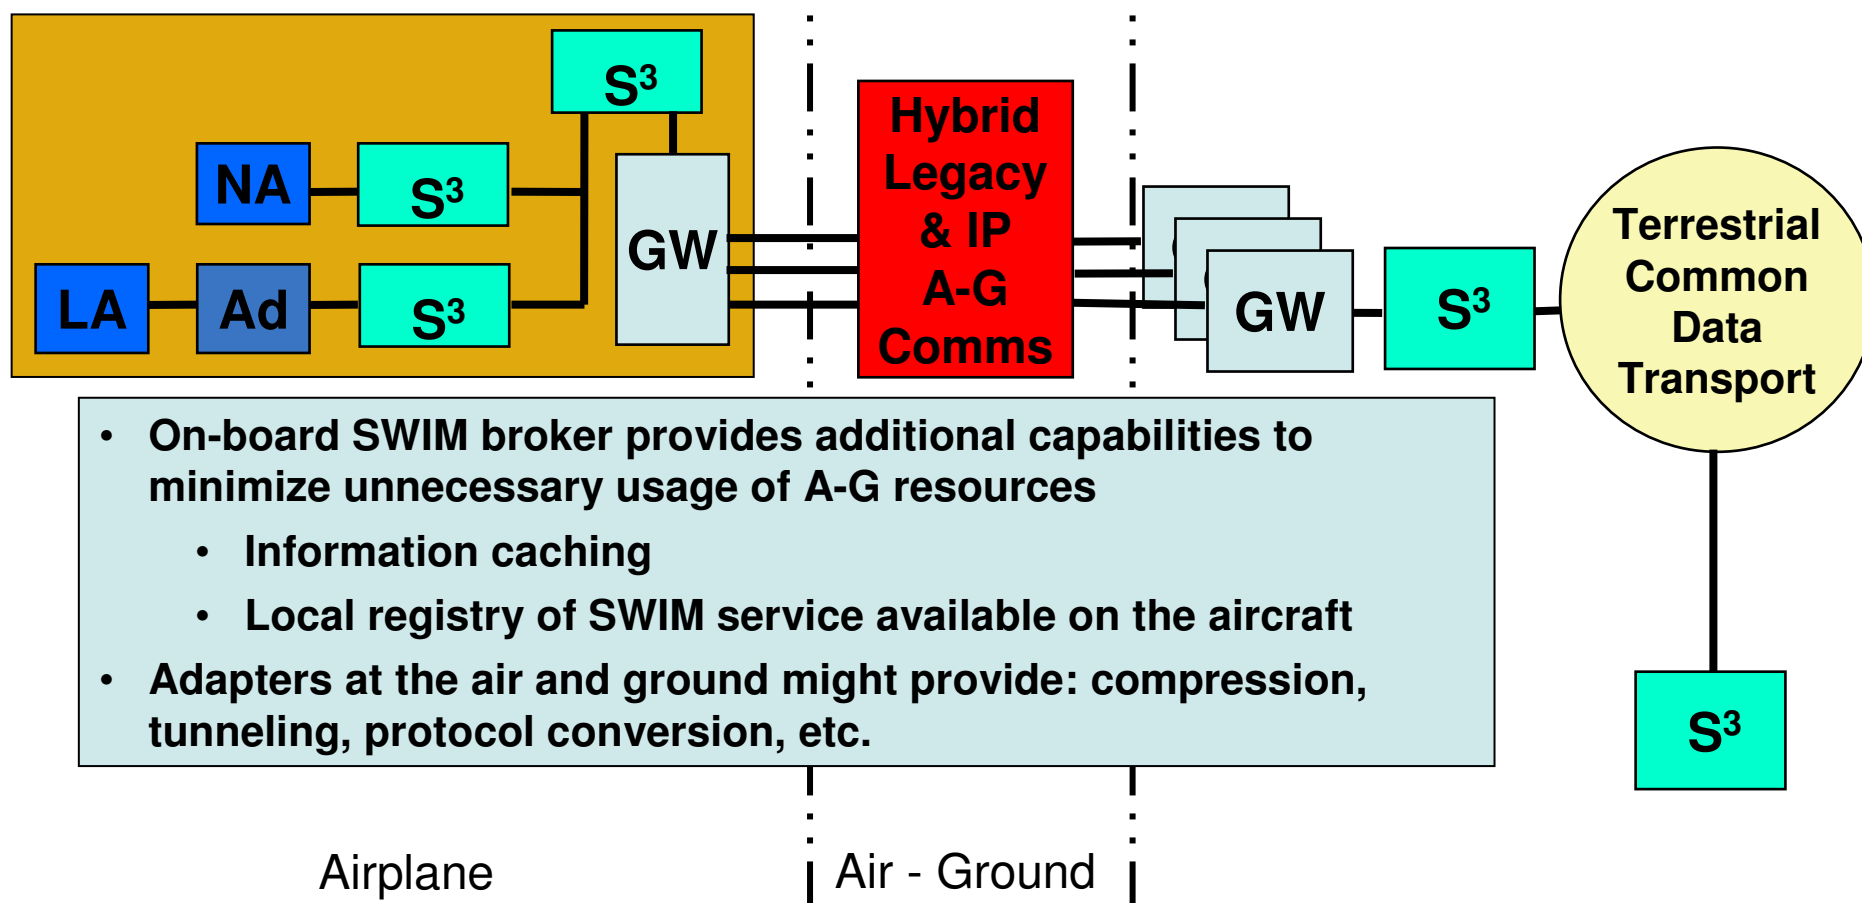 S³
NA
S³
LA
Ad
S³
GW
Hybrid
Legacy
& IP
A-G
Comms
GW
S³
Terrestrial
Common
Data
Transport
• On-board SWIM broker provides additional capabilities to
minimize unnecessary usage of A-G resources
• Information caching
• Local registry of SWIM service available on the aircraft
• Adapters at the air and ground might provide: compression,
tunneling, protocol conversion, etc.
S³
Airplane
Air - Ground